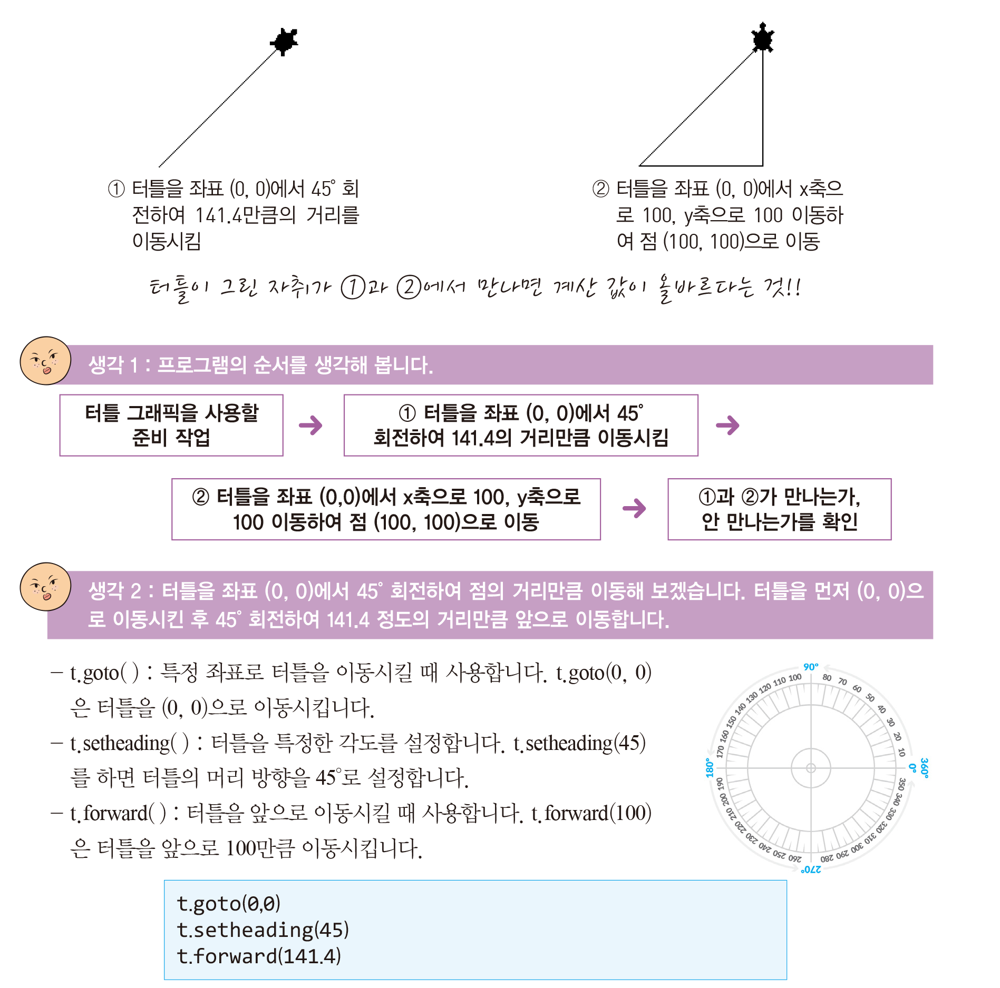 ① 터틀을 좌표 (0, 0)에서 45° 회
전하여 141.4만큼의 거리를
이동시킴
② 터틀을 좌표 (0, 0)에서 x축으
로 100, y축으로 100 이동하
여 점 (100, 100)으로 이동
터틀이 그린 자취가 ①과 ②에서 만나면 계산 값이 올바르다는 것!!
생각 1 : 프로그램의 순서를 생각해 봅니다.
터틀 그래픽을 사용할
준비 작업
① 터틀을 좌표 (0, 0)에서 45°
회전하여 141.4의 거리만큼 이동시킴
② 터틀을 좌표 (0,0)에서 x축으로 100, y축으로
100 이동하여 점 (100, 100)으로 이동
①과 ②가 만나는가,
안 만나는가를 확인
생각 2 : 터틀을 좌표 (0, 0)에서 45° 회전하여 점의 거리만큼 이동해 보겠습니다. 터틀을 먼저 (0, 0)으
로 이동시킨 후 45° 회전하여 141.4 정도의 거리만큼 앞으로 이동합니다.
– t.goto( ) : 특정 좌표로 터틀을 이동시킬 때 사용합니다. t.goto(0, 0)
은 터틀을 (0, 0)으로 이동시킵니다.
– t.setheading( ) : 터틀을 특정한 각도를 설정합니다. t.setheading(45)
를 하면 터틀의 머리 방향을 45°로 설정합니다.
– t.forward( ) : 터틀을 앞으로 이동시킬 때 사용합니다. t.forward(100)
은 터틀을 앞으로 100만큼 이동시킵니다.
360°
0°
10
20
30
40
50
60
70
80
90°
100
110
120
130
140
150
160
170
180°
190
200
210
220
230
240
250
260
270°
280
290
300
310
320
330
340
350
t.goto(0,0)
t.setheading(45)
t.forward(141.4)